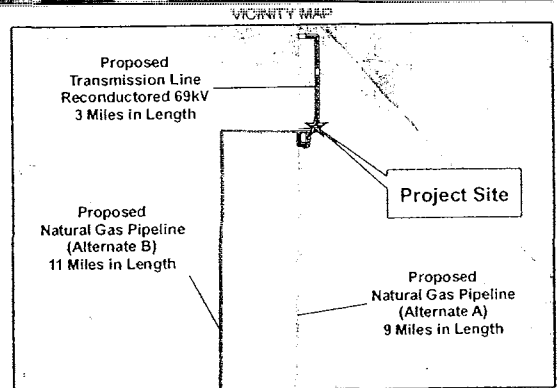 VICINITY MAP
Proposed
Transmission Line
Reconductored 69kV
3 Miles in Length
Project Site
Proposed
Natural Gas Pipeline
(Alternate B)
11 Miles in Length
Proposed
Natural Gas Pipeline
(Alternate A)
9 Miles in Length